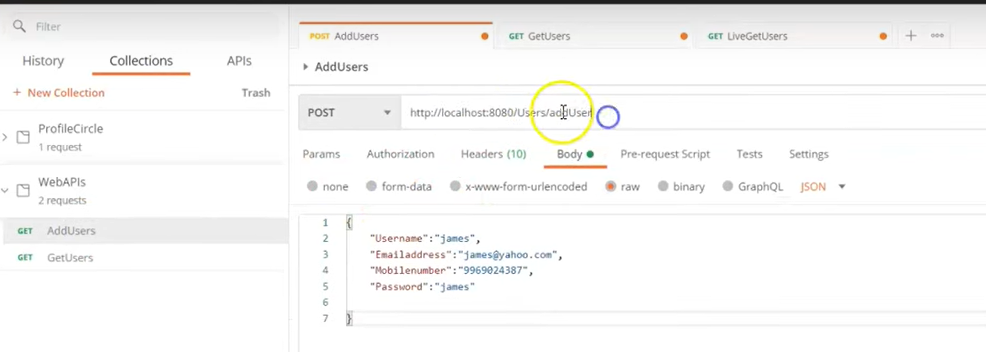 Filter
History Collections APIs
+ New Collection Trash
ProfileCircle
1 request
WebAPIs
2 requests
GET AddUsers
GET GetUsers
POST AddUsers GET GetUsers GET LiveGetUsers + •••
AddUsers
POST http://localhost:8080/Users/addUser
Params Authorization Headers (10) Body Pre-request Script Tests Settings
none form-data x-www-form-urlencoded raw binary GraphQL JSON
1 {
2 "Username":"james",
3 "Emailaddress":"james@yahoo.com",
4 "Mobilenumber":"9969024387",
5 "Password":"james"
6
7 }